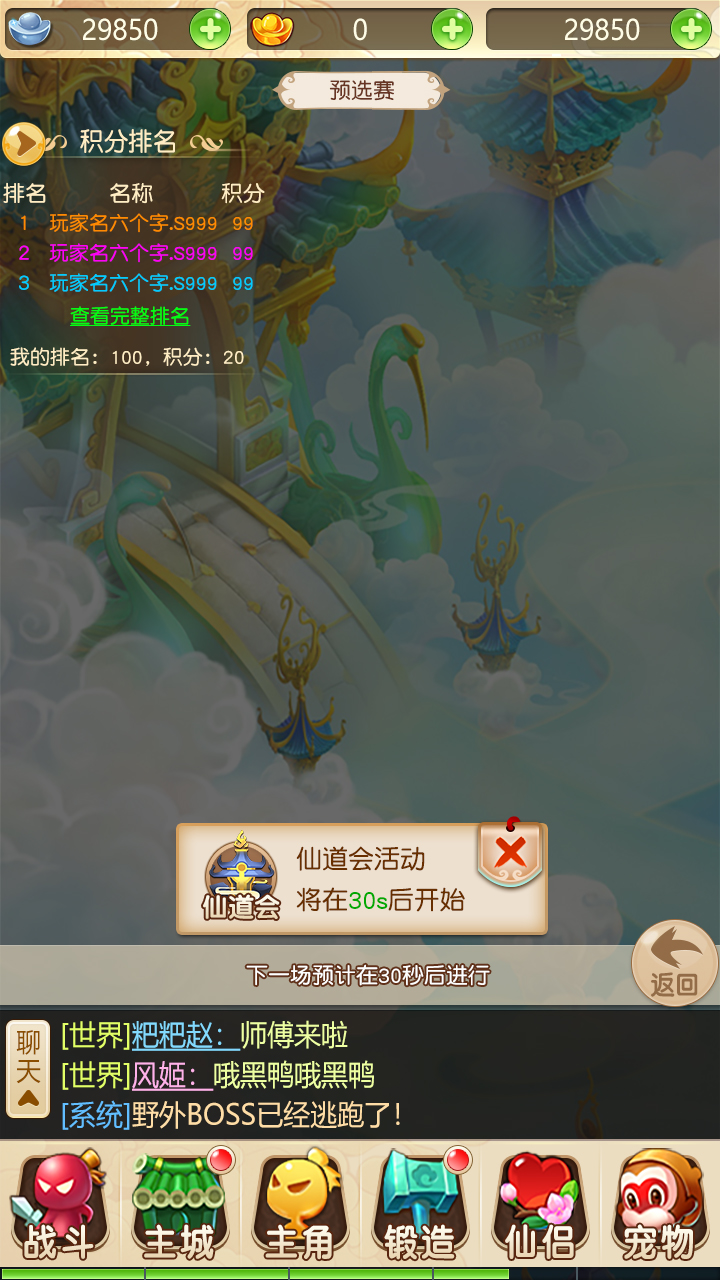 29850 0 29850
预选赛
积分排名
排名 名称 积分
1 玩家名六个字.S999 99
2 玩家名六个字.S999 99
3 玩家名六个字.S999 99
查看完整排名
我的排名：100，积分：20
仙道会活动
仙道会 将在30s后开始
下一场预计在30秒后进行
返回
聊天
[世界]粑粑赵：师傅来啦
[世界]风姬：哦黑鸭哦黑鸭
[系统]野外BOSS已经逃跑了！
战斗 主城 主角 锻造 仙侣 宠物